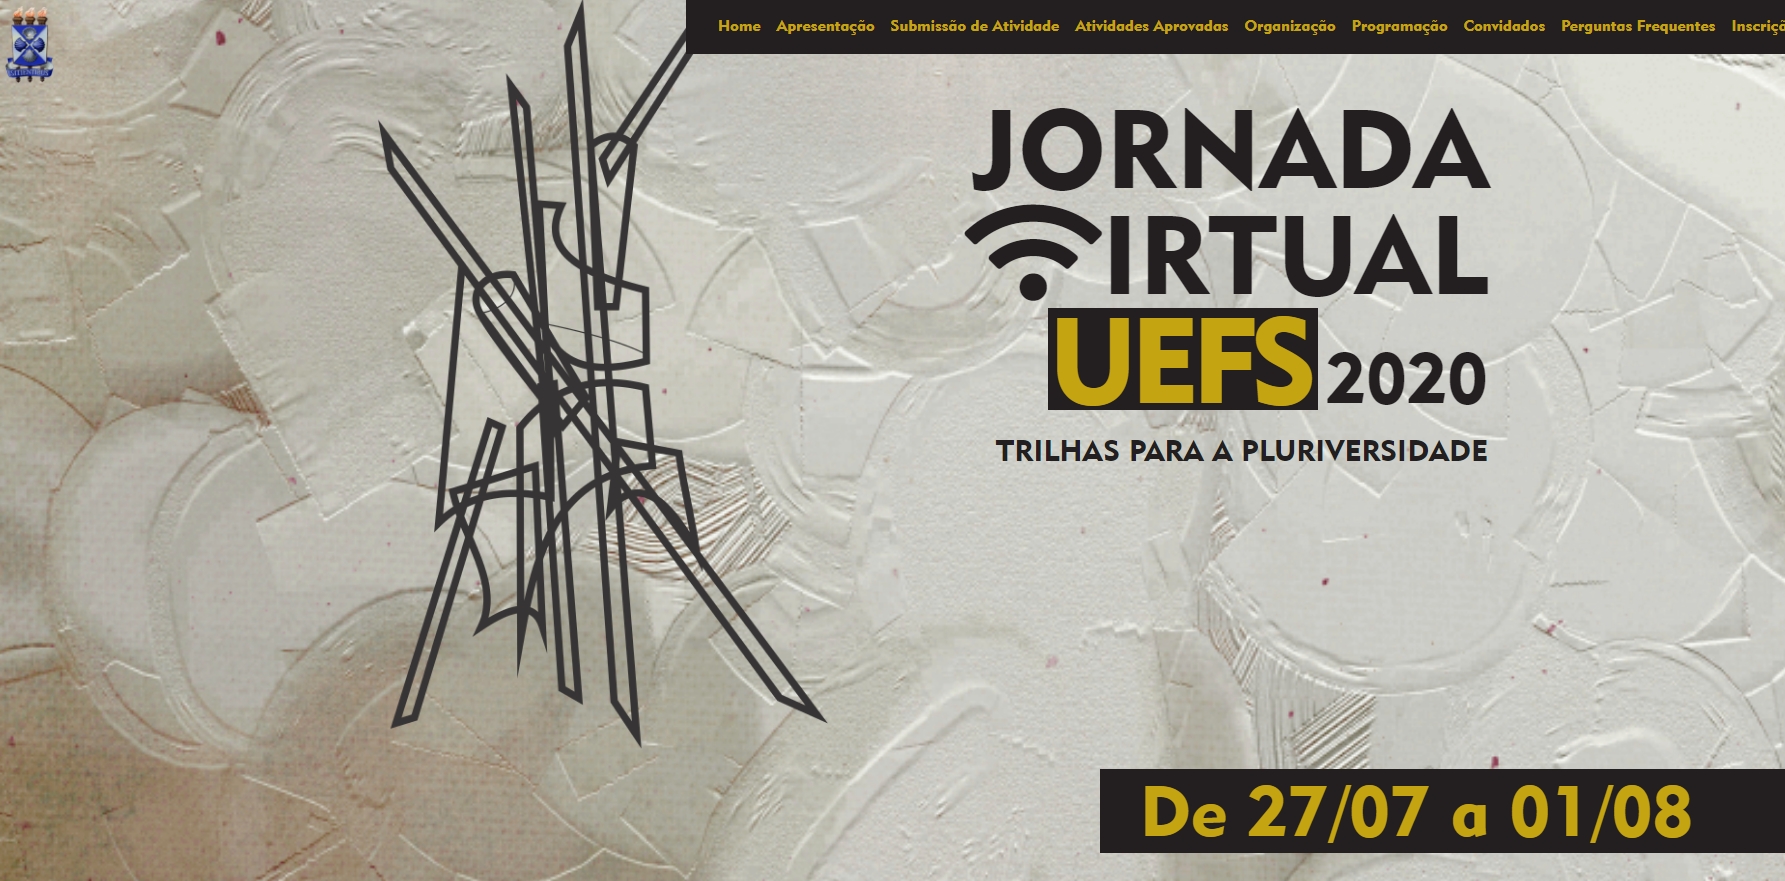 Home Apresentação Submissão de Atividade Atividades Aprovadas Organização Programação Convidados Perguntas Frequentes Inscriçõ
JORNADA
IRTUAL
UEFS 2020
TRILHAS PARA A PLURIVERSIDADE
De 27/07 a 01/08